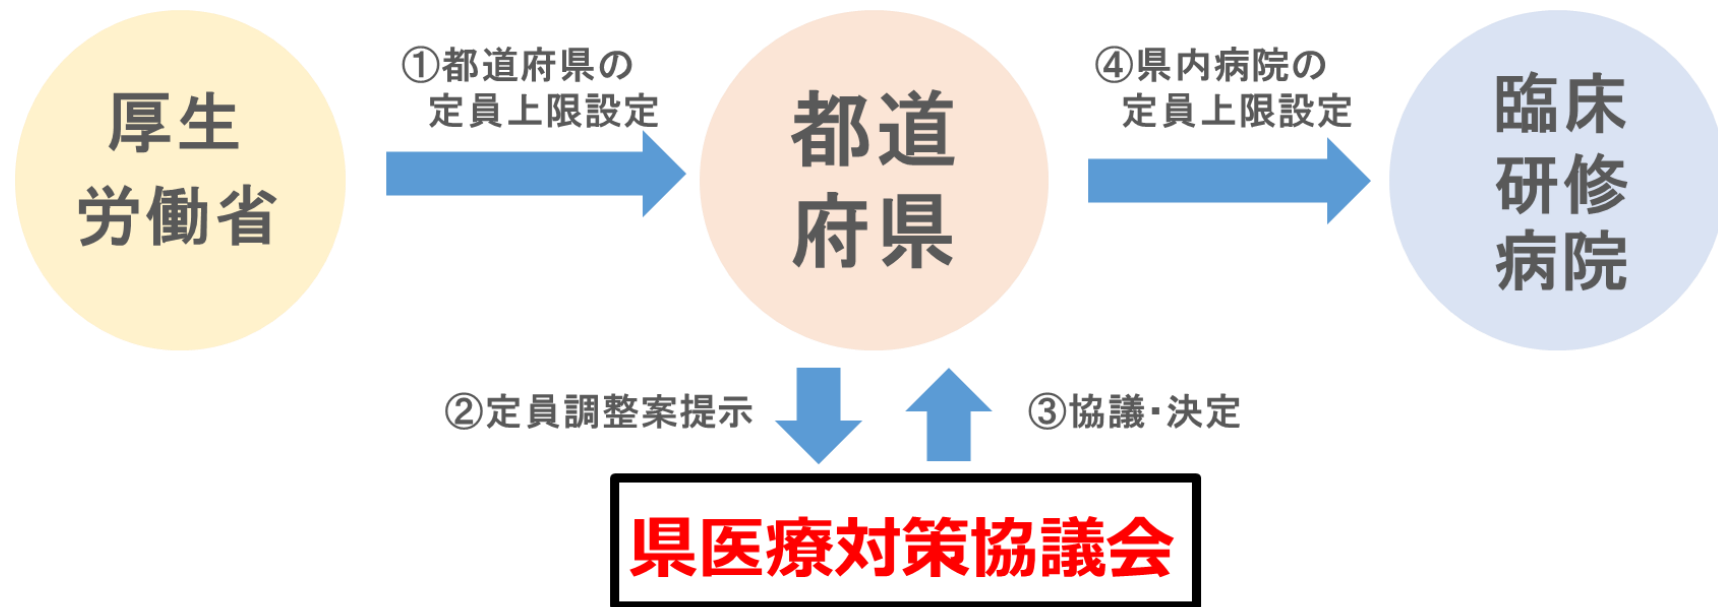 厚生
労働省
①都道府県の
定員上限設定
都道
府県
④県内病院の
定員上限設定
臨床
研修
病院
②定員調整案提示
③協議・決定
県医療対策協議会